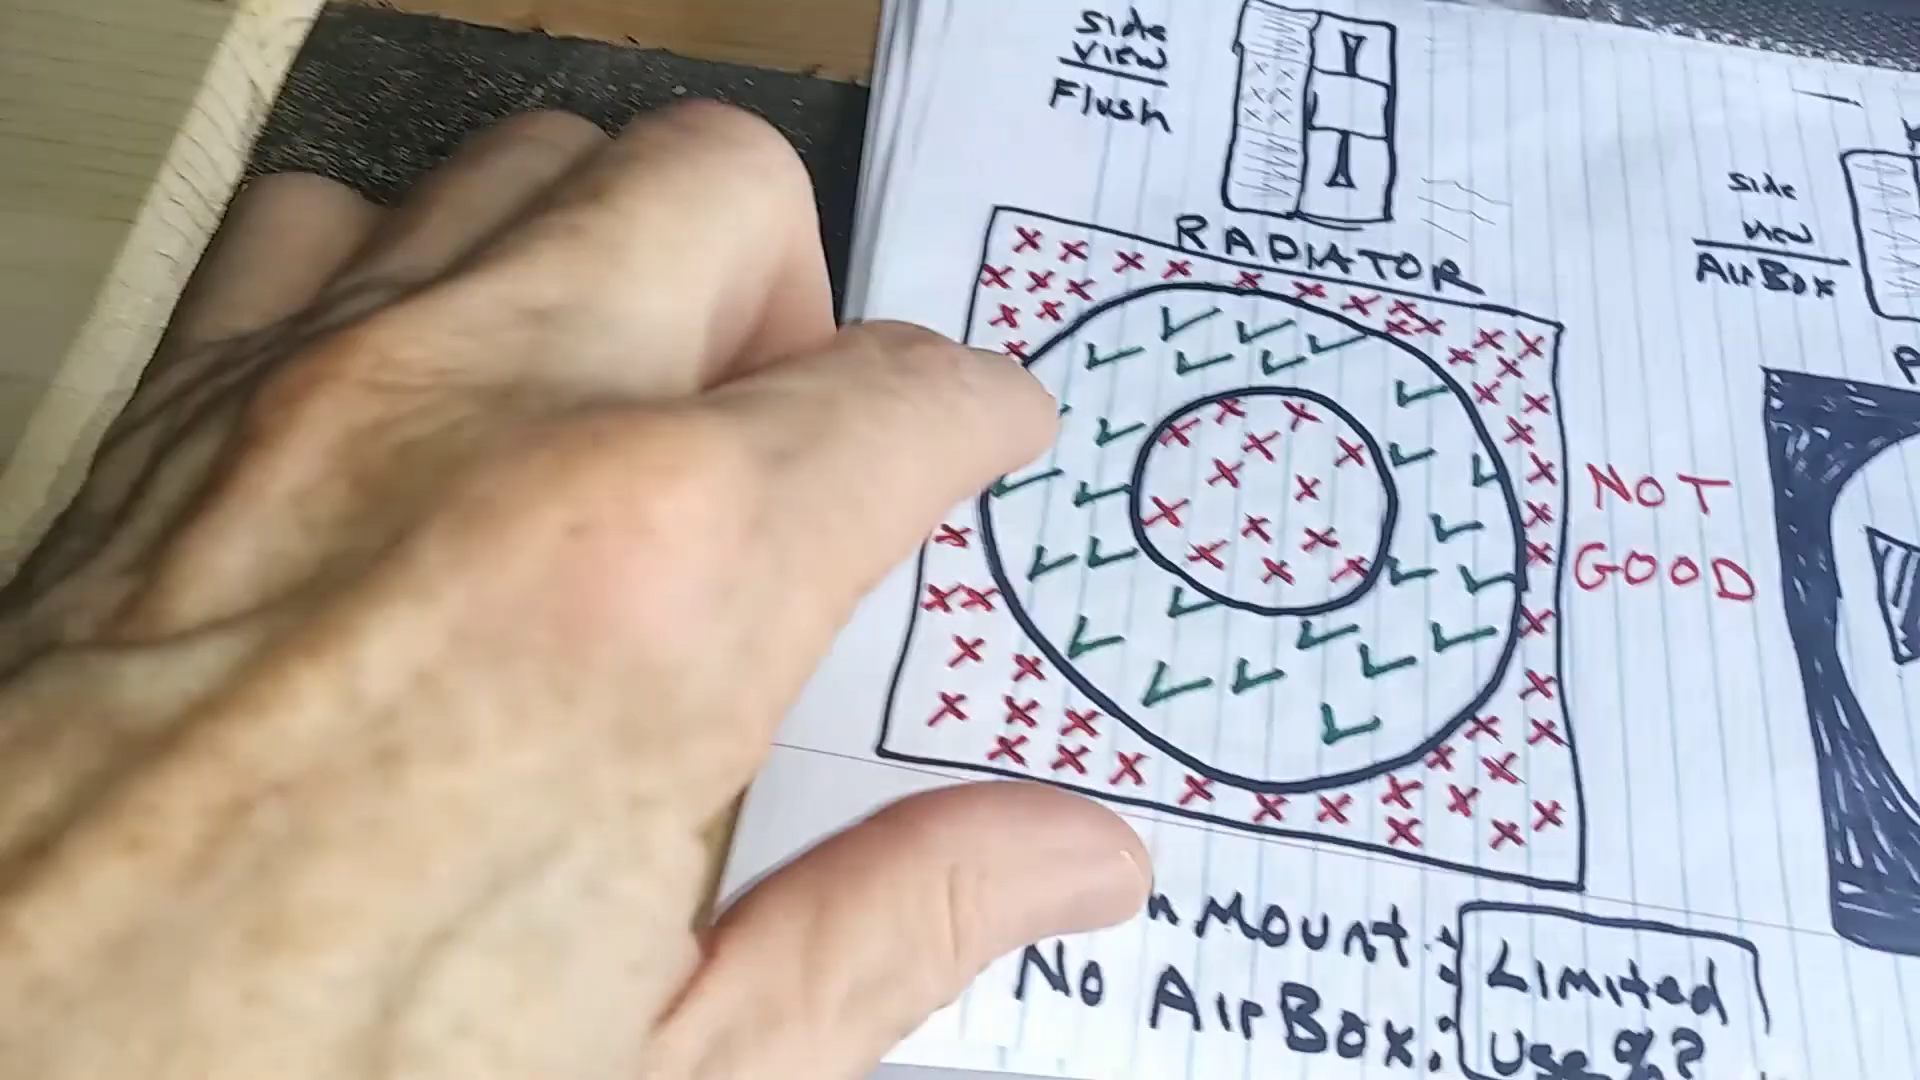 side
view
Flush
RADIATOR
side
view
AirBox
NOT
GOOD
Mount:
No AirBox:
Limited
Use %?